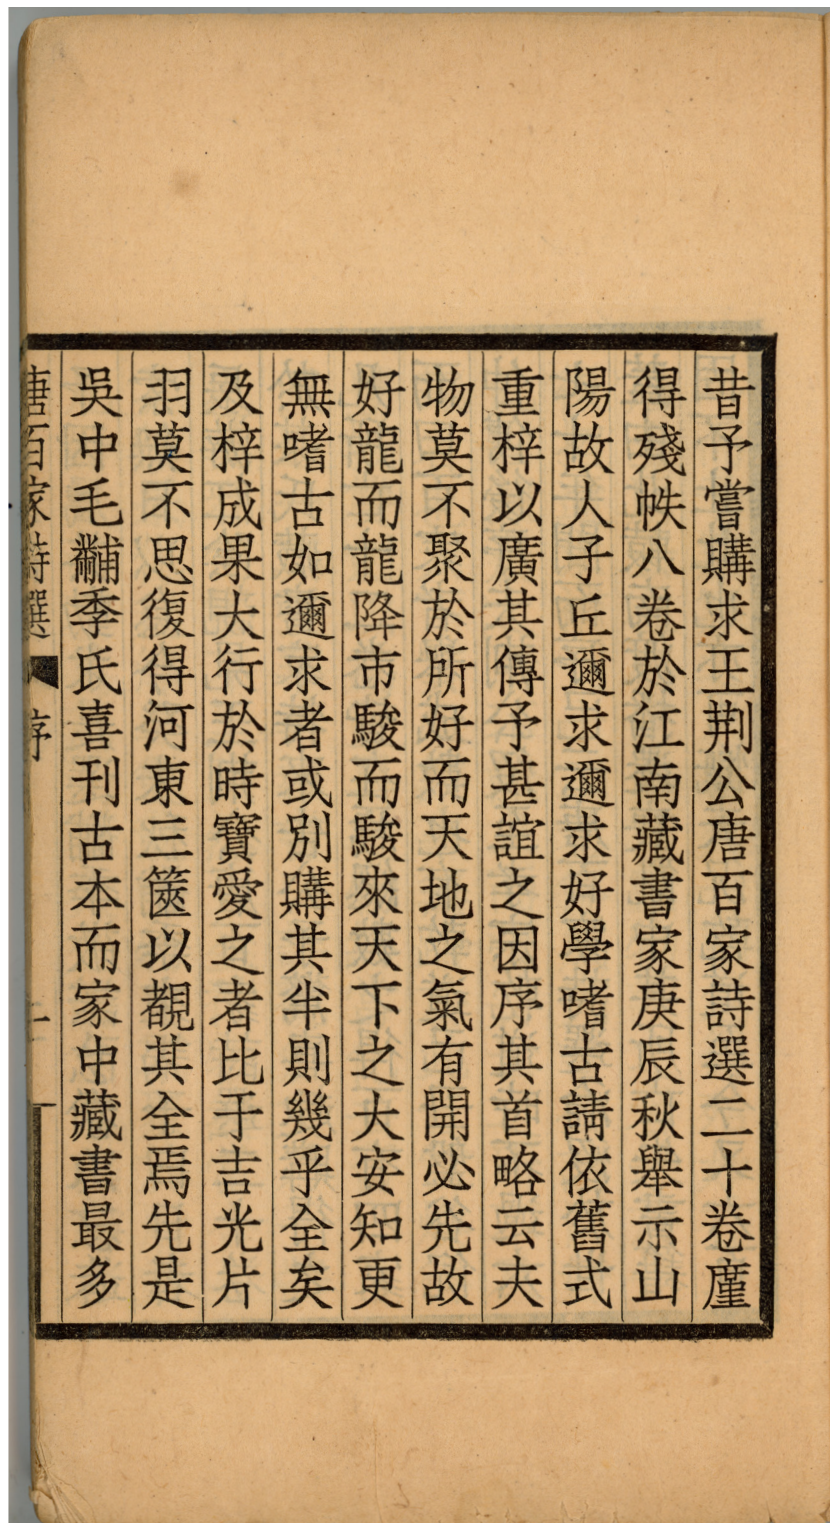 昔予嘗購求王荆公唐百家詩選二十卷廑
得殘帙八卷於江南藏書家庚辰秋舉示山
陽故人子丘邇求邇求好學嗜古請依舊式
重梓以廣其傳予甚誼之因序其首略云夫
物莫不聚於所好而天地之氣有開必先故
好龍而龍降市駿而駿來天下之大安知更
無嗜古如邇求者或別購其半則幾乎全矣
及梓成果大行於時寶愛之者比于吉光片
羽莫不思復得河東三篋以覩其全焉先是
吳中毛黼季氏喜刊古本而家中藏書最多
唐百家詩選 序 一